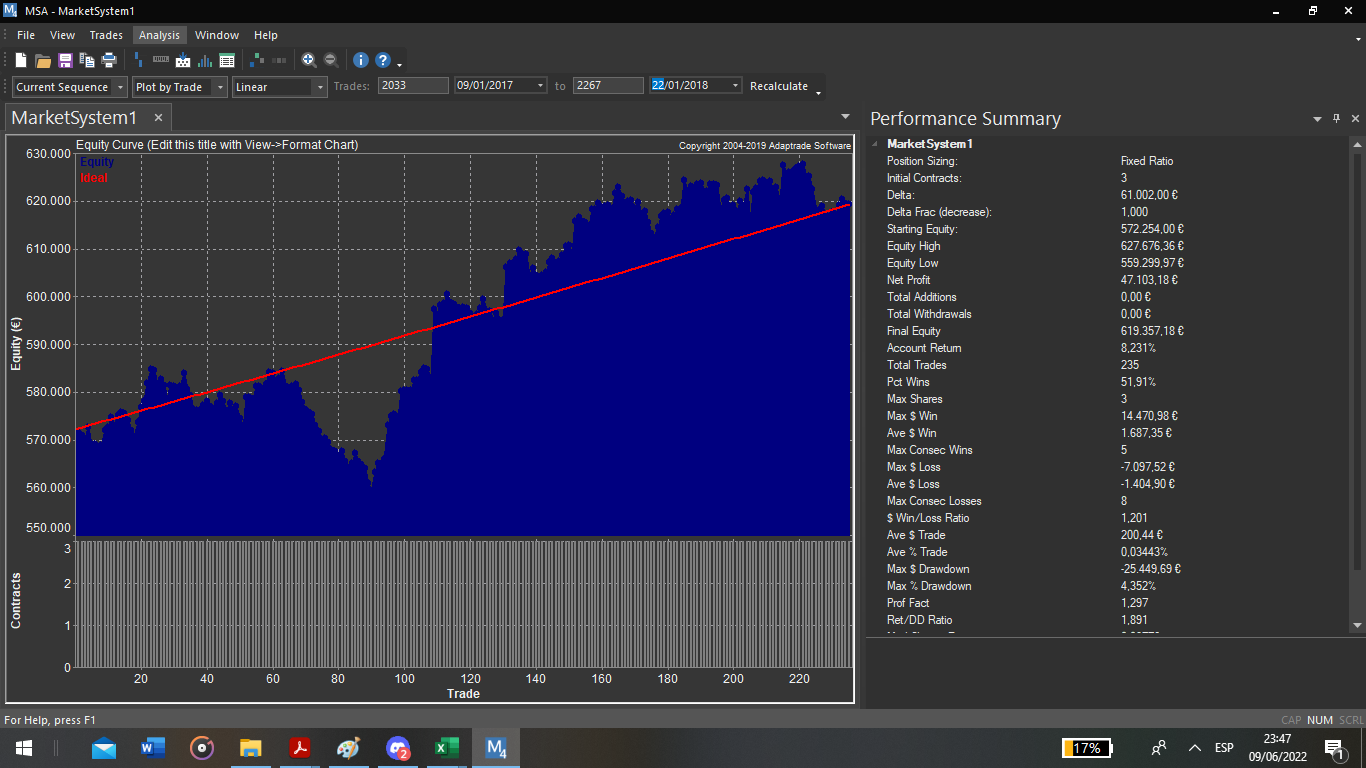 MSA - MarketSystem1
File View Trades Analysis Window Help
Current Sequence Plot by Trade Linear Trades: 2033 09/01/2017 to 2267 22/01/2018 Recalculate
MarketSystem1 ×
Equity Curve (Edit this title with View->Format Chart) Copyright 2004-2019 Adaptrade Software
Equity
Ideal
630.000
620.000
610.000
600.000
590.000
580.000
570.000
560.000
550.000
Equity (€)
3
2
1
0
Contracts
20 40 60 80 100 120 140 160 180 200 220
Trade
Performance Summary
MarketSystem1
Position Sizing: Fixed Ratio
Initial Contracts: 3
Delta: 61.002,00 €
Delta Frac (decrease): 1,000
Starting Equity: 572.254,00 €
Equity High 627.676,36 €
Equity Low 559.299,97 €
Net Profit 47.103,18 €
Total Additions 0,00 €
Total Withdrawals 0,00 €
Final Equity 619.357,18 €
Account Return 8,231%
Total Trades 235
Pct Wins 51,91%
Max Shares 3
Max $ Win 14.470,98 €
Ave $ Win 1.687,35 €
Max Consec Wins 5
Max $ Loss -7.097,52 €
Ave $ Loss -1.404,90 €
Max Consec Losses 8
$ Win/Loss Ratio 1,201
Ave $ Trade 200,44 €
Ave % Trade 0,03443%
Max $ Drawdown -25.449,69 €
Max % Drawdown 4,352%
Prof Fact 1,297
Ret/DD Ratio 1,891
For Help, press F1 CAP NUM SCRL
17% ESP 23:47
09/06/2022
2
1